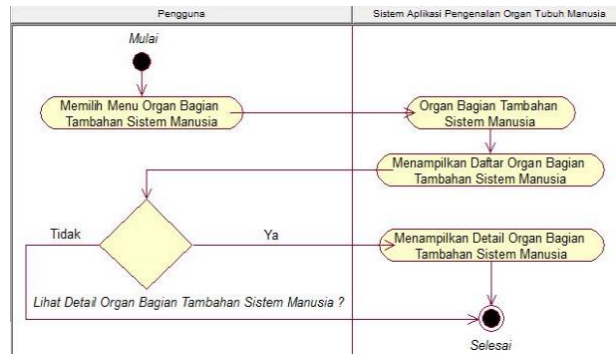 Pengguna
Sistem Aplikasi Pengenalan Organ Tubuh Manusia
Mulai
Memilih Menu Organ Bagian
Tambahan Sistem Manusia
Organ Bagian Tambahan
Sistem Manusia
Menampilkan Daftar Organ Bagian
Tambahan Sistem Manusia
Tidak
Ya
Menampilkan Detail Organ Bagian
Tambahan Sistem Manusia
Lihat Detail Organ Bagian Tambahan Sistem Manusia ?
Selesai